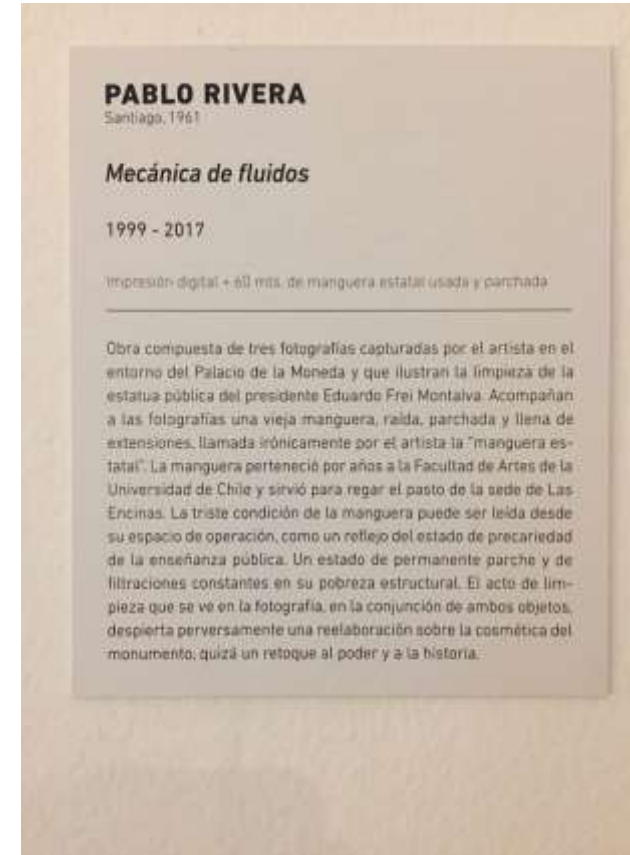 PABLO RIVERA
Santiago, 1961
Mecánica de fluidos
1999 - 2017
Impresión digital + 60 mts. de manguera estatal usada y parchada
Obra compuesta de tres fotografías capturadas por el artista en el
entorno del Palacio de la Moneda y que ilustran la limpieza de la
estatua pública del presidente Eduardo Frei Montalva. Acompañan
a las fotografías una vieja manguera, raída, parchada y llena de
extensiones, llamada irónicamente por el artista la "manguera es-
tatal". La manguera perteneció por años a la Facultad de Artes de la
Universidad de Chile y sirvió para regar el pasto de la sede de Las
Encinas. La triste condición de la manguera puede ser leída desde
su espacio de operación, como un reflejo del estado de precariedad
de la enseñanza pública. Un estado de permanente parche y de
filtraciones constantes en su pobreza estructural. El acto de lim-
pieza que se ve en la fotografía, en la conjunción de ambos objetos,
despierta perversamente una reelaboración sobre la cosmética del
monumento, quizá un retoque al poder y a la historia.